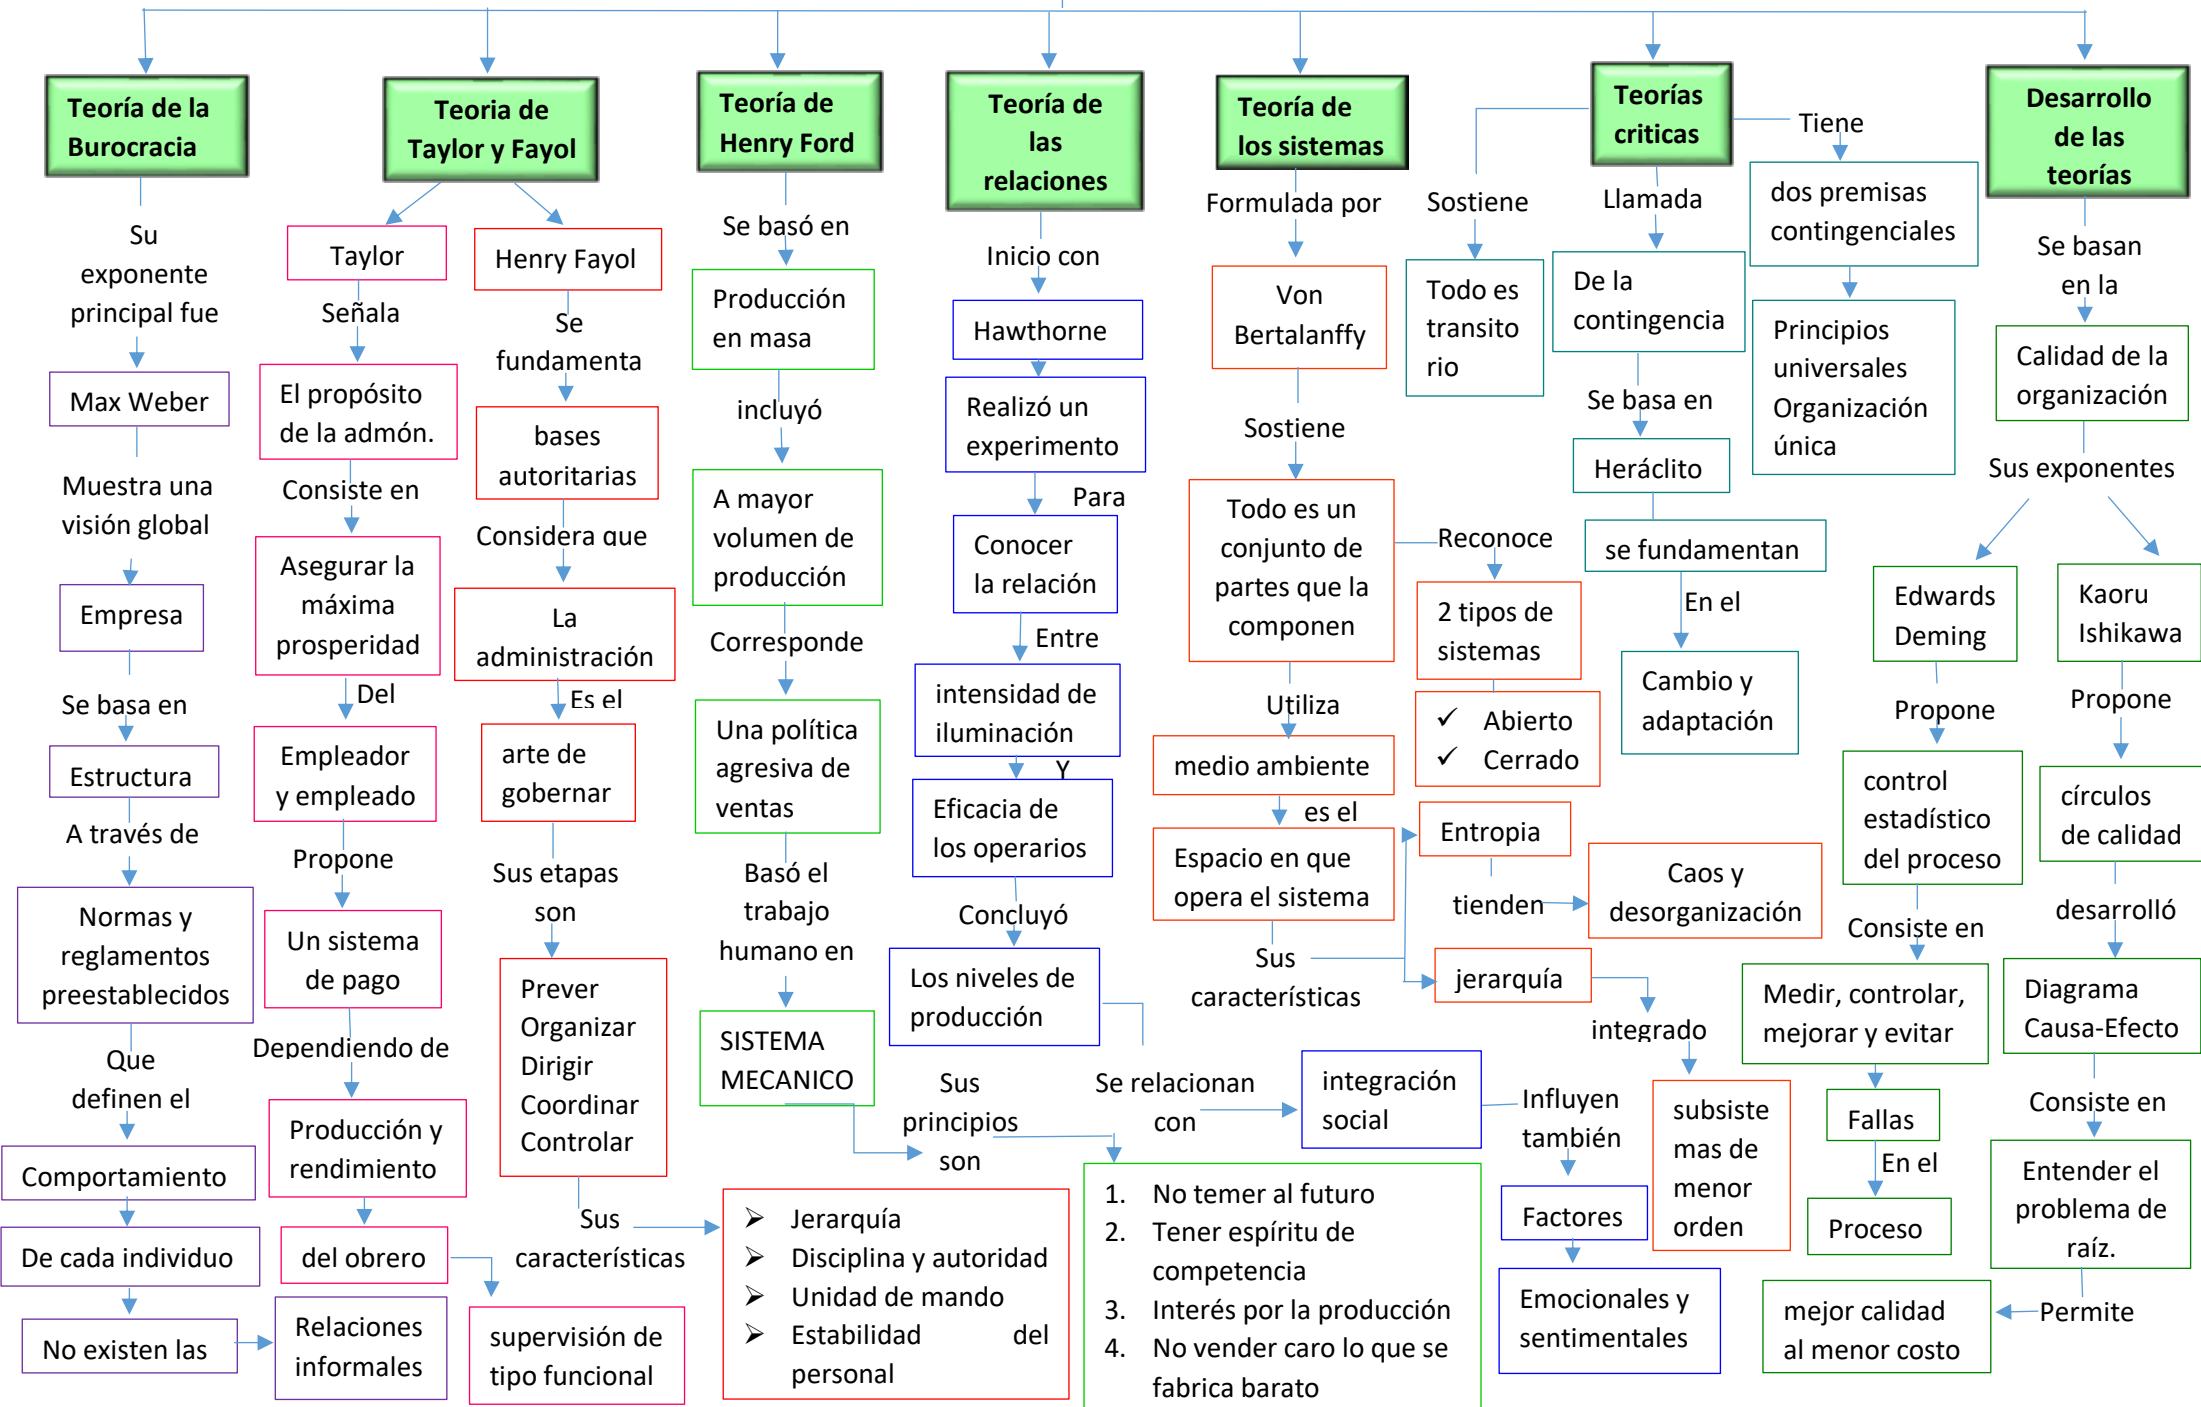 Teoría de la
Burocracia
Su
exponente
principal fue
Max Weber
Muestra una
visión global
Empresa
Se basa en
Estructura
A través de
Normas y
reglamentos
preestablecidos
Que
definen el
Comportamiento
De cada individuo
No existen las
Relaciones
informales
Teoria de
Taylor y Fayol
Taylor
Señala
El propósito
de la admón.
Consiste en
Asegurar la
máxima
prosperidad
Del
Empleador
y empleado
Propone
Un sistema
de pago
Dependiendo de
Producción y
rendimiento
del obrero
supervisión de
tipo funcional
Henry Fayol
Se
fundamenta
bases
autoritarias
Considera que
La
administración
Es el
arte de
gobernar
Sus etapas
son
Prever
Organizar
Dirigir
Coordinar
Controlar
Sus
características
➢ Jerarquía
➢ Disciplina y autoridad
➢ Unidad de mando
➢ Estabilidad del
personal
Teoría de
Henry Ford
Se basó en
Producción
en masa
incluyó
A mayor
volumen de
producción
Corresponde
Una política
agresiva de
ventas
Basó el
trabajo
humano en
SISTEMA
MECANICO
Sus
principios
son
1. No temer al futuro
2. Tener espíritu de
competencia
3. Interés por la producción
4. No vender caro lo que se
fabrica barato
Teoría de
las
relaciones
Inicio con
Hawthorne
Realizó un
experimento
Para
Conocer
la relación
Entre
intensidad de
iluminación
Y
Eficacia de
los operarios
Concluyó
Los niveles de
producción
Se relacionan
con
integración
social
Influyen
también
Factores
Emocionales y
sentimentales
Teoría de
los sistemas
Formulada por
Von
Bertalanffy
Sostiene
Todo es un
conjunto de
partes que la
componen
Reconoce
2 tipos de
sistemas
✓ Abierto
✓ Cerrado
Utiliza
medio ambiente
es el
Espacio en que
opera el sistema
Sus
características
Entropia
tienden
Caos y
desorganización
jerarquía
integrado
subsiste
mas de
menor
orden
Teorías
criticas
Sostiene
Todo es
transito
rio
Llamada
De la
contingencia
Se basa en
Heráclito
se fundamentan
En el
Cambio y
adaptación
Tiene
dos premisas
contingenciales
Principios
universales
Organización
única
Desarrollo
de las
teorías
Se basan
en la
Calidad de la
organización
Sus exponentes
Edwards
Deming
Propone
control
estadístico
del proceso
Consiste en
Medir, controlar,
mejorar y evitar
Fallas
En el
Proceso
Kaoru
Ishikawa
Propone
círculos
de calidad
desarrolló
Diagrama
Causa-Efecto
Consiste en
Entender el
problema de
raíz.
Permite
mejor calidad
al menor costo